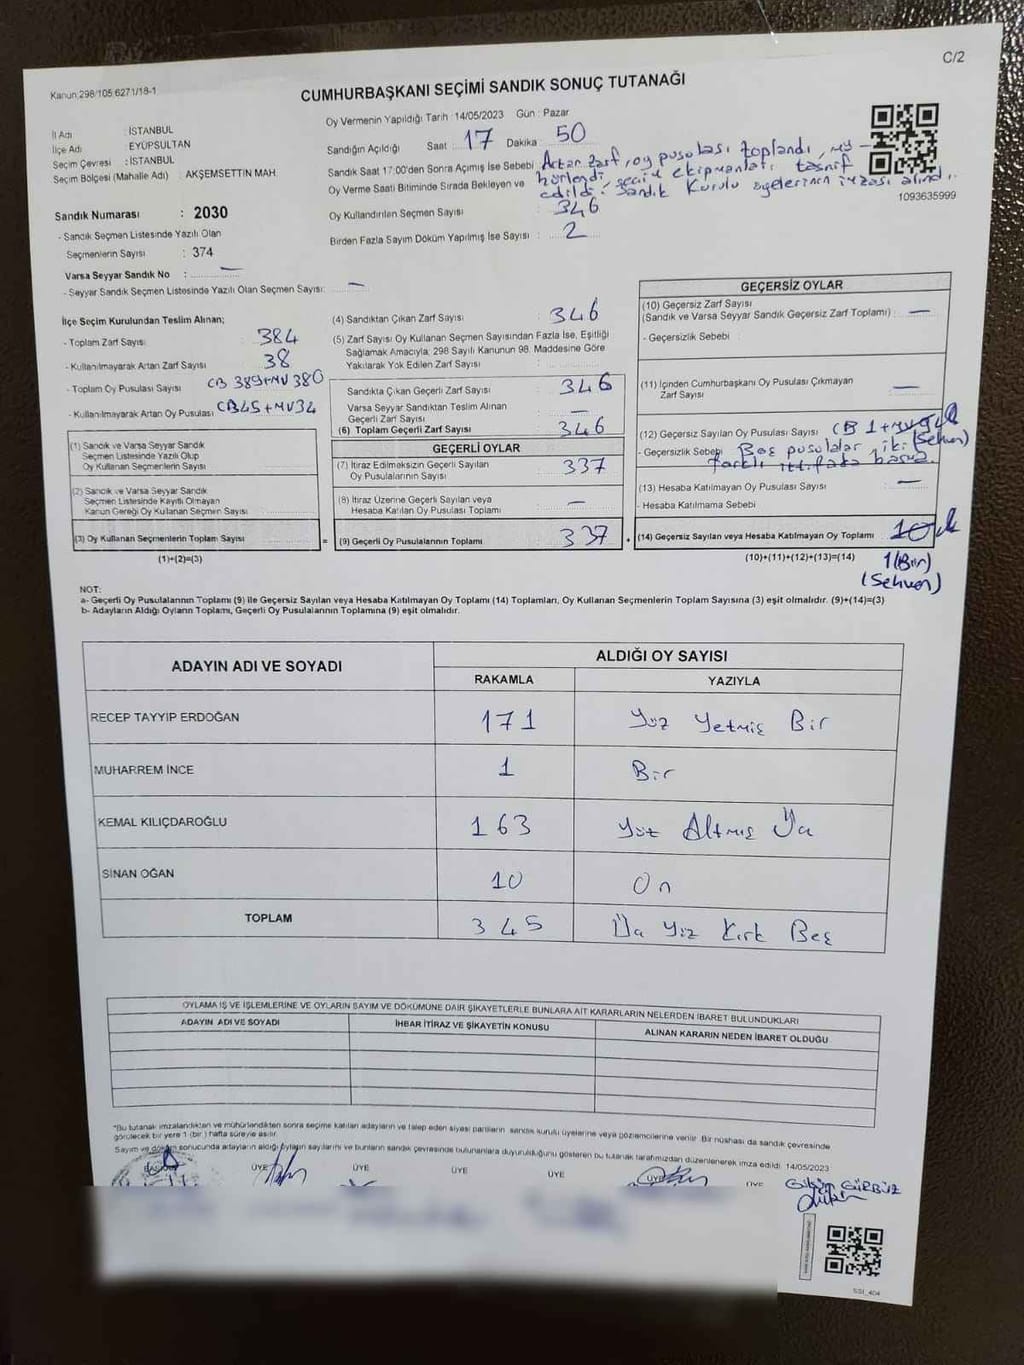 C/2
Kanun,298/105 6271/18-1
CUMHURBAŞKANI SEÇİMİ SANDIK SONUÇ TUTANAĞI
İl Adı : İSTANBUL
İlçe Adı : EYÜPSULTAN
Seçim Çevresi : İSTANBUL
Seçim Bölgesi (Mahalle Adı) : AKŞEMSETTİN MAH.
Sandık Numarası : 2030
- Sandık Seçmen Listesinde Yazılı Olan
Seçmenlerin Sayısı : 374
Varsa Seyyar Sandık No : —
- Seyyar Sandık Seçmen Listesinde Yazılı Olan Seçmen Sayısı: —
Oy Vermenin Yapıldığı Tarih : 14/05/2023 Gün : Pazar
Sandığın Açıldığı Saat 17 Dakika 50
Sandık Saat 17:00'den Sonra Açılmış İse Sebebi : Artan zarf, oy pusulası toplandı, mü-
hürlendi, seçim ekipmanları tasnif
edildi. Sandık Kurulu üyelerinin imzası alındı.
Oy Verme Saati Bitiminde Sırada Bekleyen ve
Oy Kullandırılan Seçmen Sayısı : 346
Birden Fazla Sayım Döküm Yapılmış İse Sayısı : 2
1093635999
İlçe Seçim Kurulundan Teslim Alınan;
- Toplam Zarf Sayısı : 384
- Kullanılmayarak Artan Zarf Sayısı : 38
- Toplam Oy Pusulası Sayısı : CB 389+MV 380
- Kullanılmayarak Artan Oy Pusulası : CB45+MV34
(1) Sandık ve Varsa Seyyar Sandık
Seçmen Listesinde Yazılı Olup
Oy Kullanan Seçmenlerin Sayısı :
(2) Sandık ve Varsa Seyyar Sandık
Seçmen Listesinde Kayıtlı Olmayan
Kanun Gereği Oy Kullanan Seçmen Sayısı :
(3) Oy Kullanan Seçmenlerin Toplam Sayısı =
(1)+(2)=(3)
(4) Sandıktan Çıkan Zarf Sayısı : 346
(5) Zarf Sayısı Oy Kullanan Seçmen Sayısından Fazla İse, Eşitliği
Sağlamak Amacıyla; 298 Sayılı Kanunun 98. Maddesine Göre
Yakılarak Yok Edilen Zarf Sayısı :
Sandıkta Çıkan Geçerli Zarf Sayısı : 346
Varsa Seyyar Sandıktan Teslim Alınan
Geçerli Zarf Sayısı : —
(6) Toplam Geçerli Zarf Sayısı : 346
GEÇERLİ OYLAR
(7) İtiraz Edilmeksizin Geçerli Sayılan
Oy Pusulalarının Sayısı : 337
(8) İtiraz Üzerine Geçerli Sayılan veya
Hesaba Katılan Oy Pusulası Toplamı : —
(9) Geçerli Oy Pusulalarının Toplamı : 337 +
GEÇERSİZ OYLAR
(10) Geçersiz Zarf Sayısı
(Sandık ve Varsa Seyyar Sandık Geçersiz Zarf Toplamı) : —
- Geçersizlik Sebebi :
(11) İçinden Cumhurbaşkanı Oy Pusulası Çıkmayan
Zarf Sayısı : —
(12) Geçersiz Sayılan Oy Pusulası Sayısı : CB 1+MV
- Geçersizlik Sebebi : Boş pusulalar iki (Sehven)
farklı ittifaka basma.
(13) Hesaba Katılmayan Oy Pusulası Sayısı : —
- Hesaba Katılmama Sebebi :
(14) Geçersiz Sayılan veya Hesaba Katılmayan Oy Toplamı : 10
(10)+(11)+(12)+(13)=(14) 1(Bir)
(Sehven)
NOT:
a- Geçerli Oy Pusulalarının Toplamı (9) ile Geçersiz Sayılan veya Hesaba Katılmayan Oy Toplamı (14) Toplamları, Oy Kullanan Seçmenlerin Toplam Sayısına (3) eşit olmalıdır. (9)+(14)=(3)
b- Adayların Aldığı Oyların Toplamı, Geçerli Oy Pusulalarının Toplamına (9) eşit olmalıdır.
ADAYIN ADI VE SOYADI ALDIĞI OY SAYISI
RAKAMLA YAZIYLA
RECEP TAYYIP ERDOĞAN 171 Yüz Yetmiş Bir
MUHARREM İNCE 1 Bir
KEMAL KILIÇDAROĞLU 163 Yüz Altmış Üç
SİNAN OĞAN 10 On
TOPLAM 345 Üç Yüz Kırk Beş
OYLAMA İŞ VE İŞLEMLERİNE VE OYLARIN SAYIM VE DÖKÜMÜNE DAİR ŞİKAYETLERLE BUNLARA AİT KARARLARIN NELERDEN İBARET BULUNDUKLARI
ADAYIN ADI VE SOYADI İHBAR İTİRAZ VE ŞİKAYETİN KONUSU ALINAN KARARIN NEDEN İBARET OLDUĞU
*Bu tutanak imzalandıktan ve mühürlendikten sonra seçime katılan adayların ve talep eden siyasi partilerin sandık kurulu üyelerine veya gözlemcilerine verilir. Bir nüshası da sandık çevresinde
görülecek bir yere 1 (bir) hafta süreyle asılır.
Sayım ve döküm sonucunda adayların aldığı oyların sayılarını ve bunların sandık çevresinde bulunanlara duyurulduğunu gösteren bu tutanak tarafımızdan düzenlenerek imza edildi. 14/05/2023
BAŞKAN ÜYE ÜYE ÜYE ÜYE ÜYE ÜYE
GÜRBÜZ
SSI_404